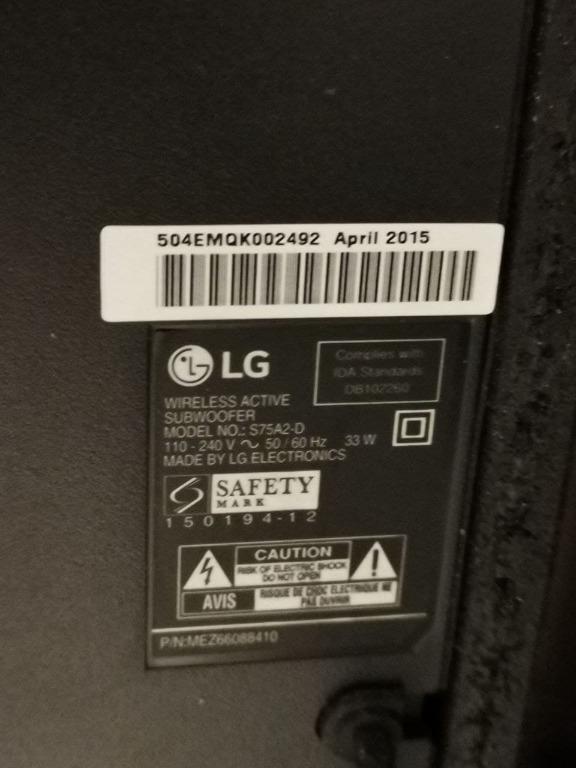 504EMQK002492 April 2015
LG
Complies with
IDA Standards
DB102260
WIRELESS ACTIVE
SUBWOOFER
MODEL NO.: S75A2-D
110 - 240 V ~ 50 / 60 Hz 33 W
MADE BY LG ELECTRONICS
SAFETY
MARK
150194-12
CAUTION
RISK OF ELECTRIC SHOCK
DO NOT OPEN
AVIS
RISQUE DE CHOC ELECTRIQUE NE
PAS OUVRIR
P/N:MEZ66088410